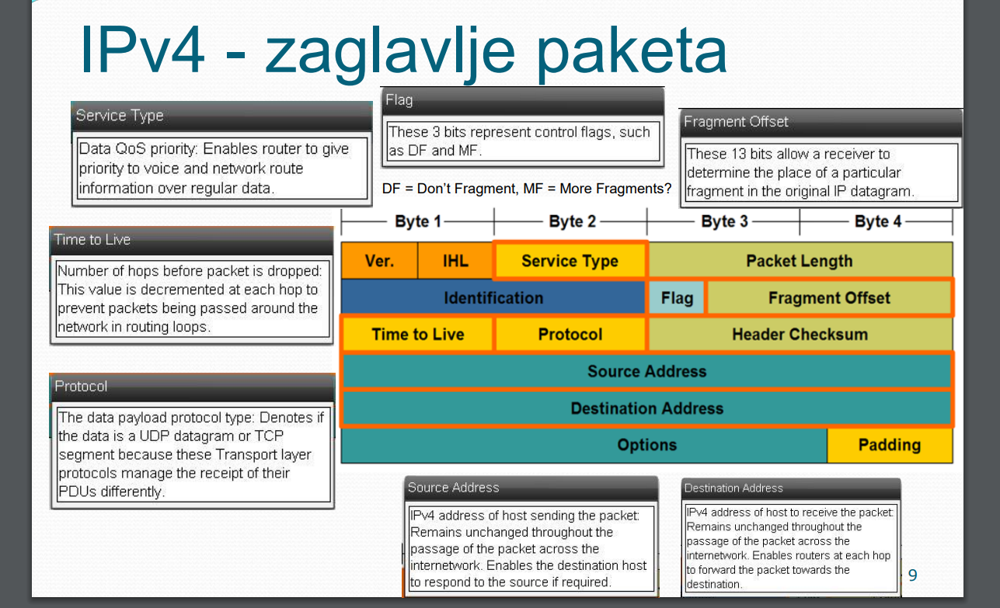 IPv4 - zaglavlje paketa
Service Type
Data QoS priority: Enables router to give
priority to voice and network route
information over regular data.
Flag
These 3 bits represent control flags, such
as DF and MF.
DF = Don't Fragment, MF = More Fragments?
Fragment Offset
These 13 bits allow a receiver to
determine the place of a particular
fragment in the original IP datagram.
Time to Live
Number of hops before packet is dropped:
This value is decremented at each hop to
prevent packets being passed around the
network in routing loops.
Protocol
The data payload protocol type: Denotes if
the data is a UDP datagram or TCP
segment because these Transport layer
protocols manage the receipt of their
PDUs differently.
Byte 1 Byte 2 Byte 3 Byte 4
Ver. IHL Service Type Packet Length
Identification Flag Fragment Offset
Time to Live Protocol Header Checksum
Source Address
Destination Address
Options Padding
Source Address
IPv4 address of host sending the packet:
Remains unchanged throughout the
passage of the packet across the
internetwork. Enables the destination host
to respond to the source if required.
Destination Address
IPv4 address of host to receive the packet:
Remains unchanged throughout the
passage of the packet across the
internetwork. Enables routers at each hop
to forward the packet towards the
destination.
9